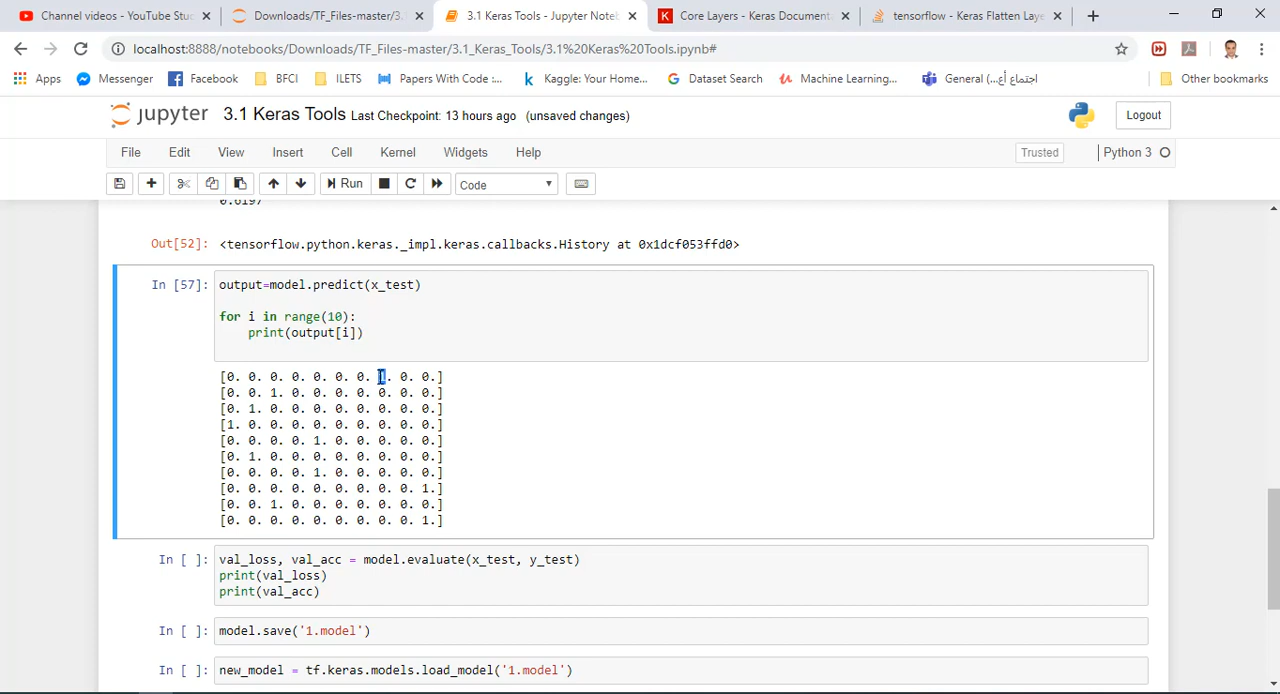 Channel videos - YouTube Stud
Downloads/TF_Files-master/3
3.1 Keras Tools - Jupyter Noteb
Core Layers - Keras Document
tensorflow - Keras Flatten Laye
localhost:8888/notebooks/Downloads/TF_Files-master/3.1_Keras_Tools/3.1%20Keras%20Tools.ipynb#
Apps Messenger Facebook BFCI ILETS Papers With Code :... Kaggle: Your Home... Dataset Search Machine Learning... General (...اجتماع أع Other bookmarks
jupyter 3.1 Keras Tools Last Checkpoint: 13 hours ago (unsaved changes) Logout
File Edit View Insert Cell Kernel Widgets Help Trusted Python 3
Run Code
0.6197
Out[52]: <tensorflow.python.keras._impl.keras.callbacks.History at 0x1dcf053ffd0>
In [57]: output=model.predict(x_test)
for i in range(10):
print(output[i])
[0. 0. 0. 0. 0. 0. 0. 1. 0. 0.]
[0. 0. 1. 0. 0. 0. 0. 0. 0. 0.]
[0. 1. 0. 0. 0. 0. 0. 0. 0. 0.]
[1. 0. 0. 0. 0. 0. 0. 0. 0. 0.]
[0. 0. 0. 0. 1. 0. 0. 0. 0. 0.]
[0. 1. 0. 0. 0. 0. 0. 0. 0. 0.]
[0. 0. 0. 0. 1. 0. 0. 0. 0. 0.]
[0. 0. 0. 0. 0. 0. 0. 0. 0. 1.]
[0. 0. 1. 0. 0. 0. 0. 0. 0. 0.]
[0. 0. 0. 0. 0. 0. 0. 0. 0. 1.]
In [ ]: val_loss, val_acc = model.evaluate(x_test, y_test)
print(val_loss)
print(val_acc)
In [ ]: model.save('1.model')
In [ ]: new_model = tf.keras.models.load_model('1.model')